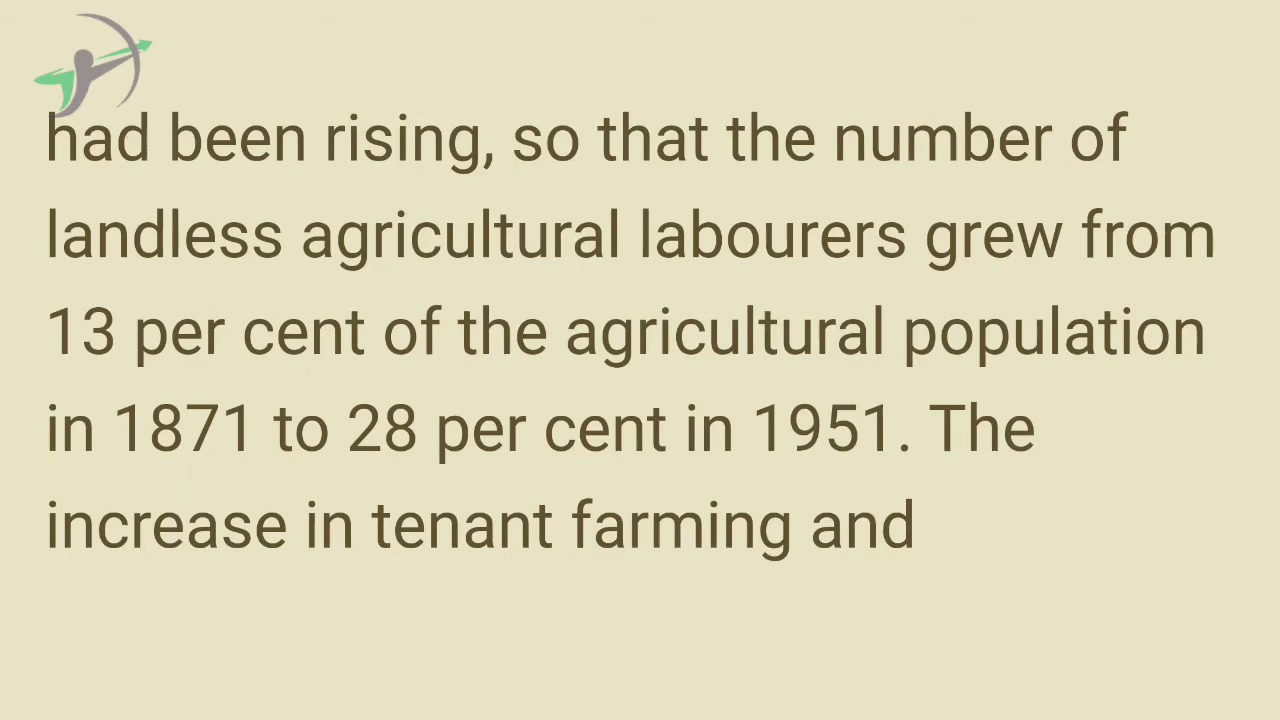 had been rising, so that the number of
landless agricultural labourers grew from
13 per cent of the agricultural population
in 1871 to 28 per cent in 1951. The
increase in tenant farming and